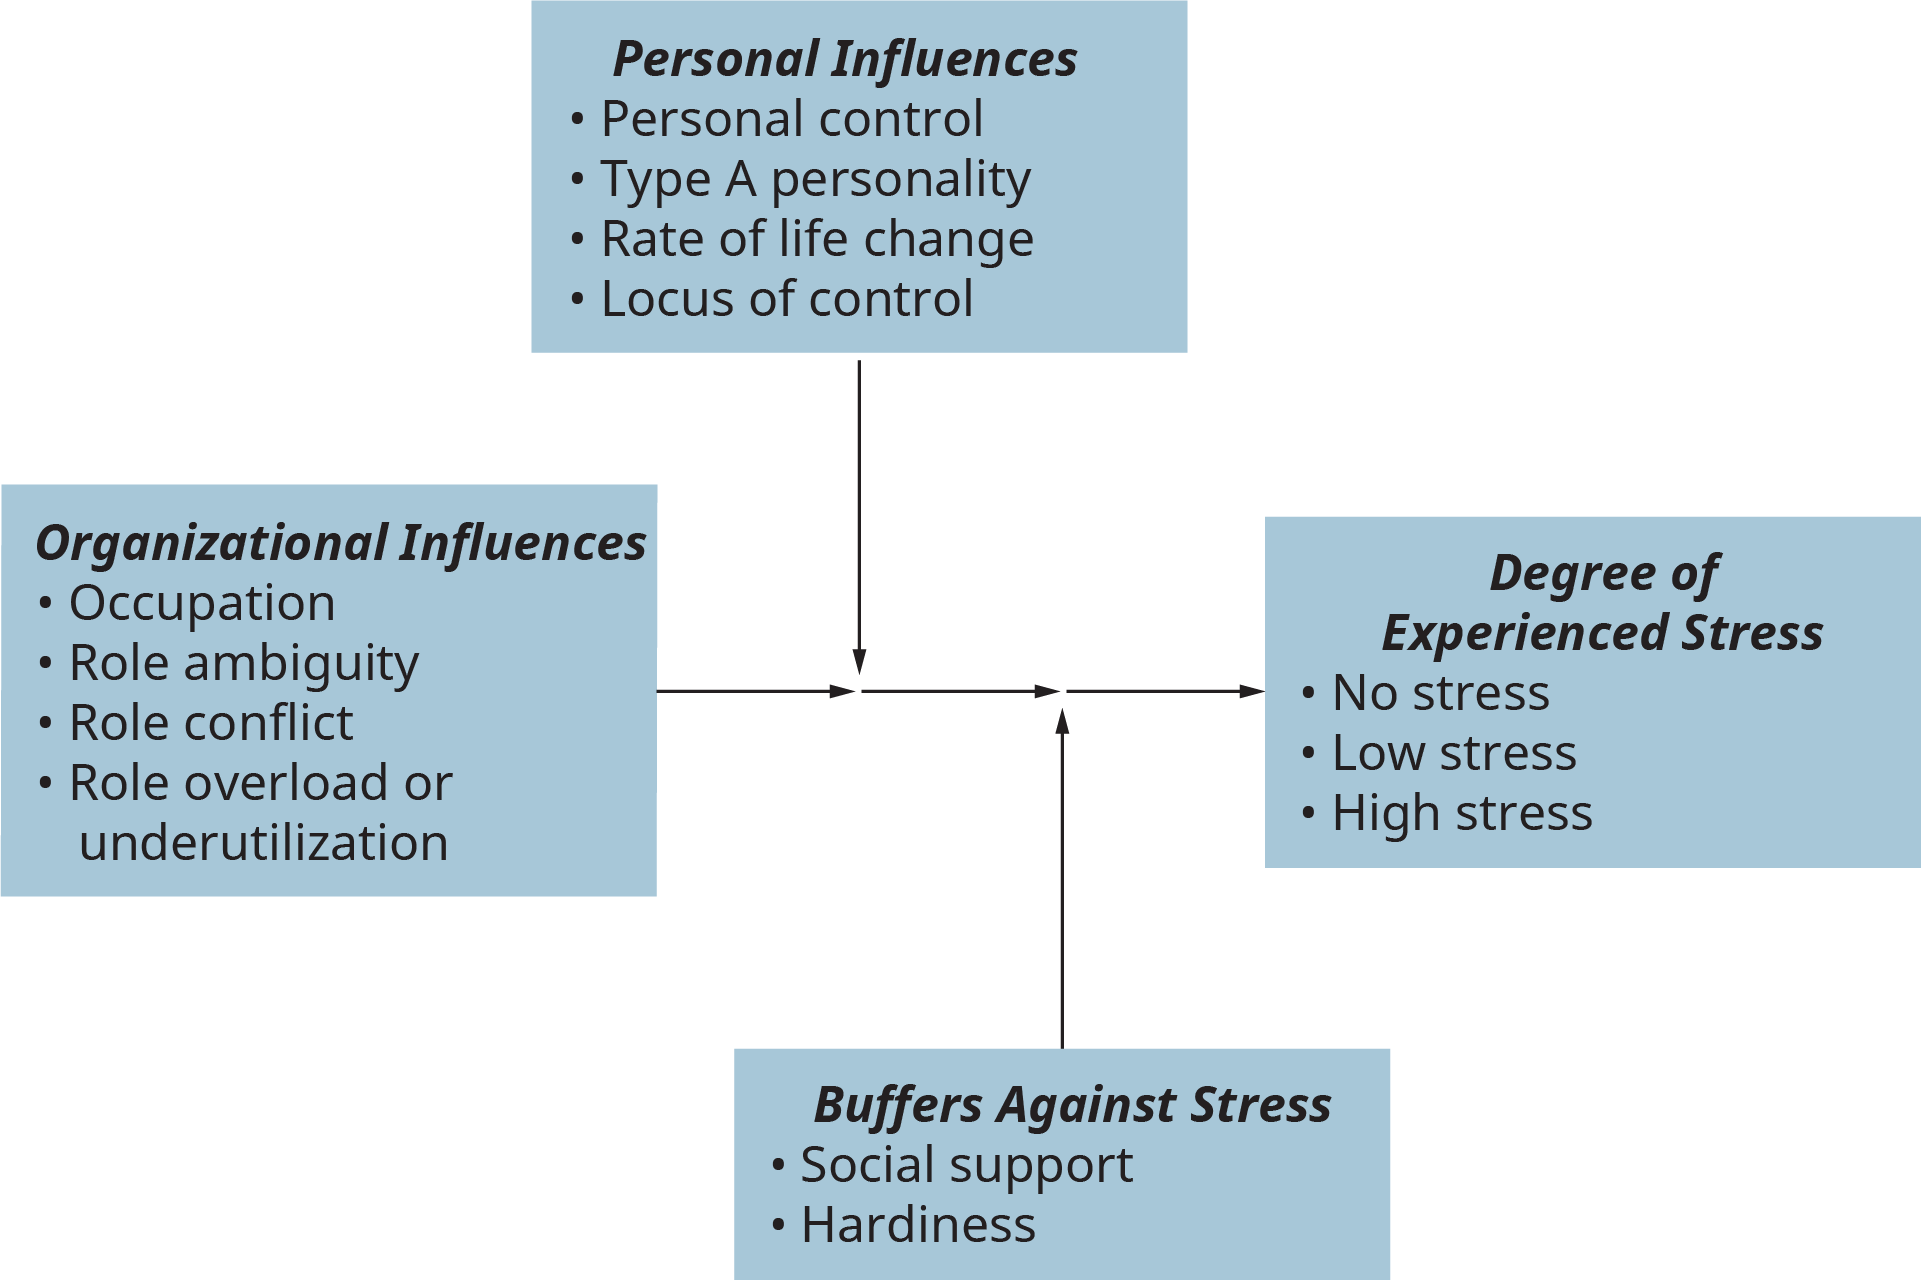 Personal Influences
• Personal control
• Type A personality
• Rate of life change
• Locus of control
Organizational Influences
• Occupation
• Role ambiguity
• Role conflict
• Role overload or
underutilization
Degree of
Experienced Stress
• No stress
• Low stress
• High stress
Buffers Against Stress
• Social support
• Hardiness